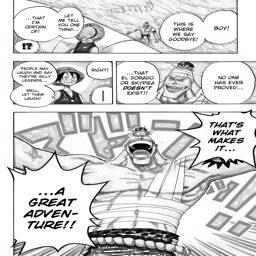 BOY!
THIS IS
WHERE
WE SAY
GOODBYE!
LET
ME TELL
YOU ONE
THING...
...THAT
I'M
CERTAIN
OF!
!?
NO ONE
HAS EVER
PROVED...
...THAT
EL DORADO
OR SKYPIEA
DOESN'T
EXIST!!
RIGHT!
PEOPLE MAY
LAUGH AND SAY
THEY'RE SILLY
LEGENDS...
WELL,
LET THEM
LAUGH!
THAT'S
WHAT
MAKES
IT...
...A
GREAT
ADVEN-
TURE!!